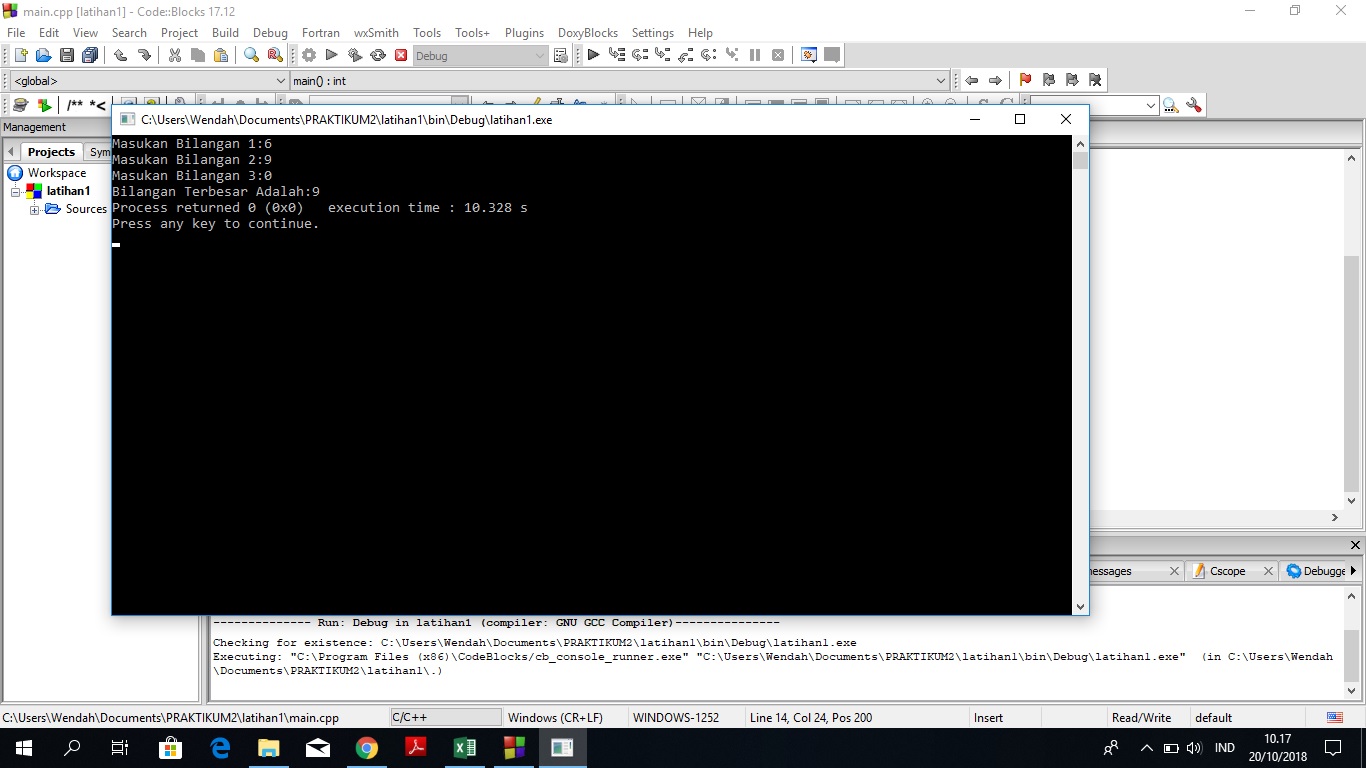 main.cpp [latihan1] - Code::Blocks 17.12
File Edit View Search Project Build Debug Fortran wxSmith Tools Tools+ Plugins DoxyBlocks Settings Help
Debug
<global>
main() : int
/** *<
Management
Projects
Sym
Workspace
latihan1
Sources
C:\Users\Wendah\Documents\PRAKTIKUM2\latihan1\bin\Debug\latihan1.exe
Masukan Bilangan 1:6
Masukan Bilangan 2:9
Masukan Bilangan 3:0
Bilangan Terbesar Adalah:9
Process returned 0 (0x0) execution time : 10.328 s
Press any key to continue.
messages
Cscope
Debugge
-------------- Run: Debug in latihan1 (compiler: GNU GCC Compiler)---------------
Checking for existence: C:\Users\Wendah\Documents\PRAKTIKUM2\latihan1\bin\Debug\latihan1.exe
Executing: "C:\Program Files (x86)\CodeBlocks/cb_console_runner.exe" "C:\Users\Wendah\Documents\PRAKTIKUM2\latihan1\bin\Debug\latihan1.exe" (in C:\Users\Wendah
\Documents\PRAKTIKUM2\latihan1\.)
C:\Users\Wendah\Documents\PRAKTIKUM2\latihan1\main.cpp
C/C++
Windows (CR+LF)
WINDOWS-1252
Line 14, Col 24, Pos 200
Insert
Read/Write
default
IND
10.17
20/10/2018